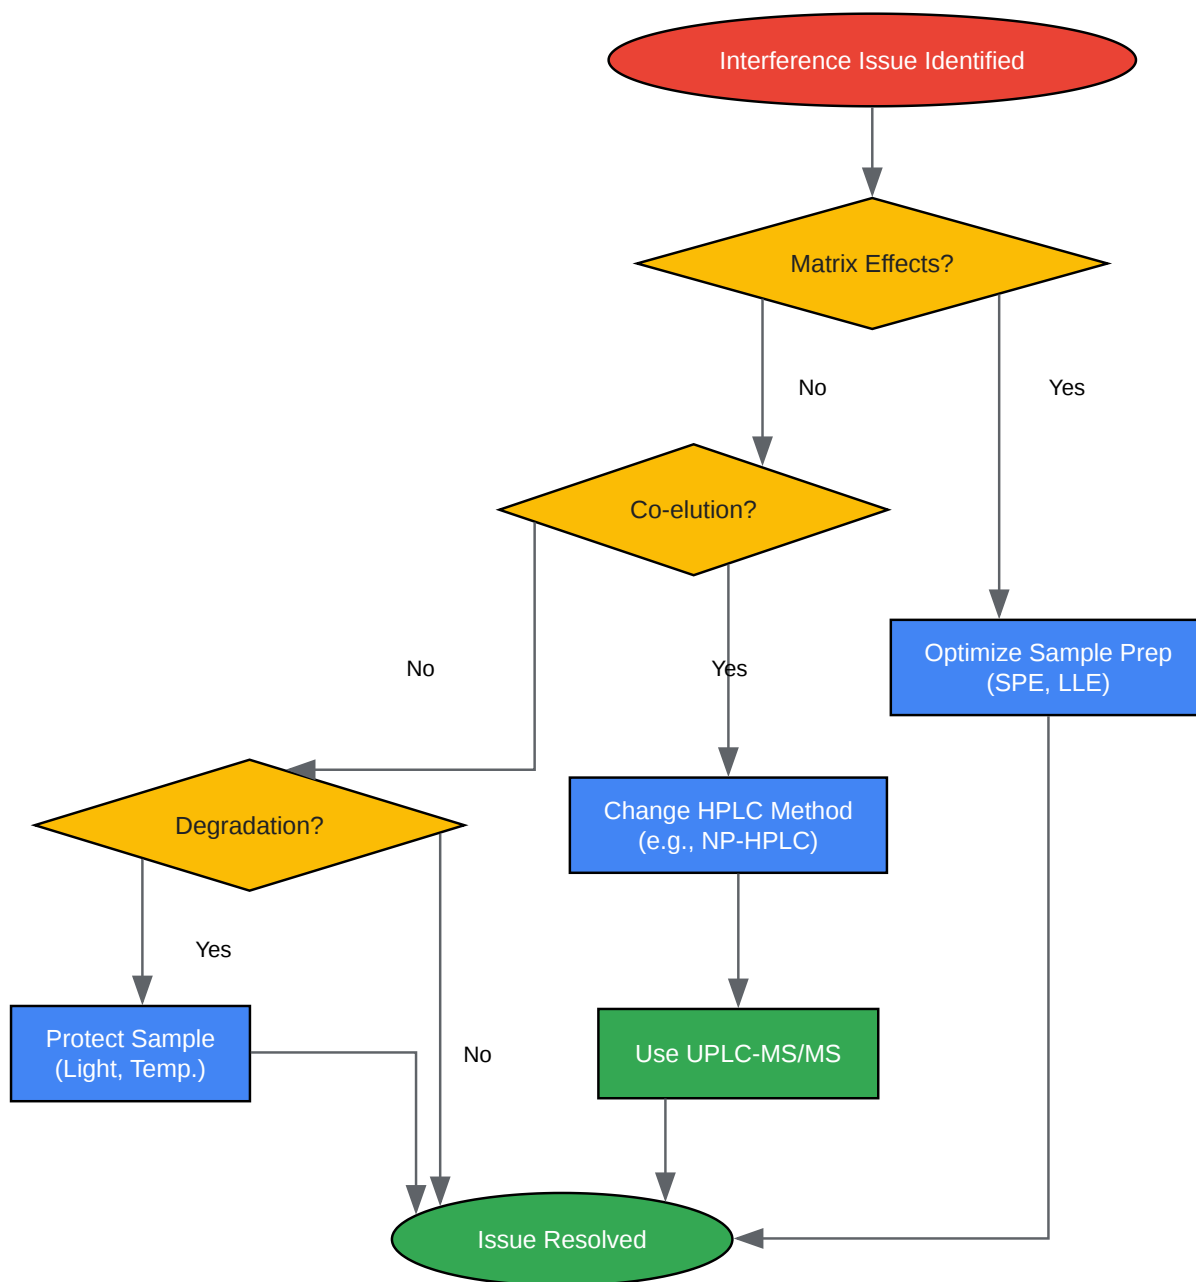 Interference Issue Identified
Matrix Effects?
No
Yes
Co-elution?
Optimize Sample Prep
(SPE, LLE)
No
Yes
Degradation?
Change HPLC Method
(e.g., NP-HPLC)
Yes
Protect Sample
(Light, Temp.)
No
Use UPLC-MS/MS
Issue Resolved